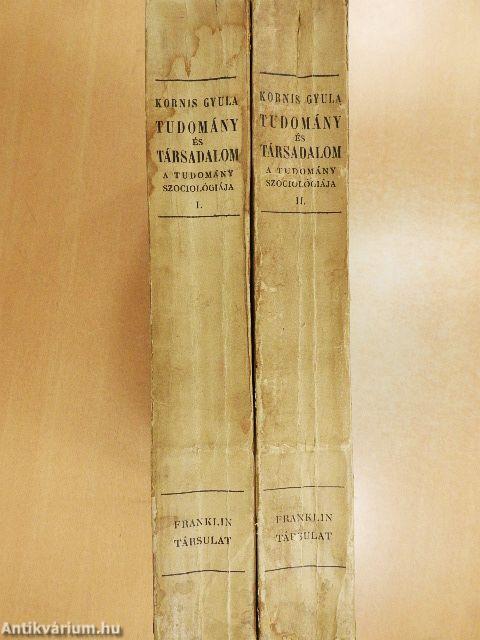 KORNIS GYULA
TUDOMÁNY
ÉS
TÁRSADALOM
A TUDOMÁNY
SZOCIOLÓGIÁJA
I.
FRANKLIN
TÁRSULAT
KORNIS GYULA
TUDOMÁNY
ÉS
TÁRSADALOM
A TUDOMÁNY
SZOCIOLÓGIÁJA
II.
FRANKLIN
TÁRSULAT
Antikvárium.hu